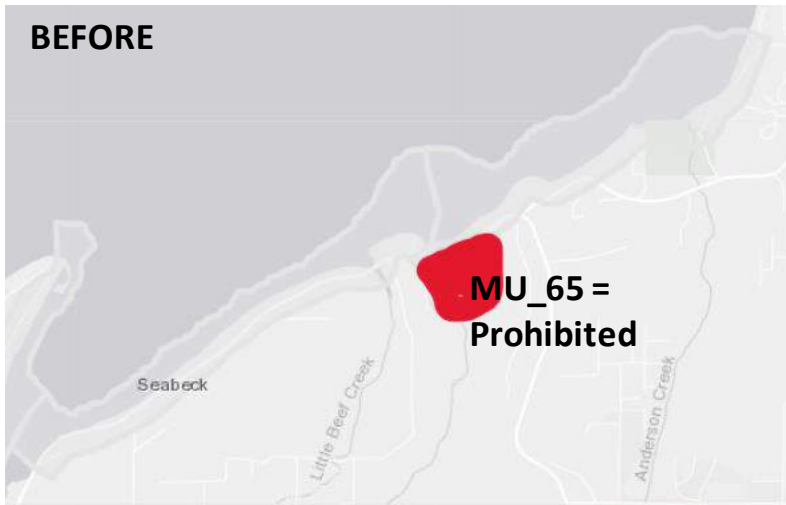 BEFORE
MU_65 =
Prohibited
Seabeck
Little Beef Creek
Anderson Creek